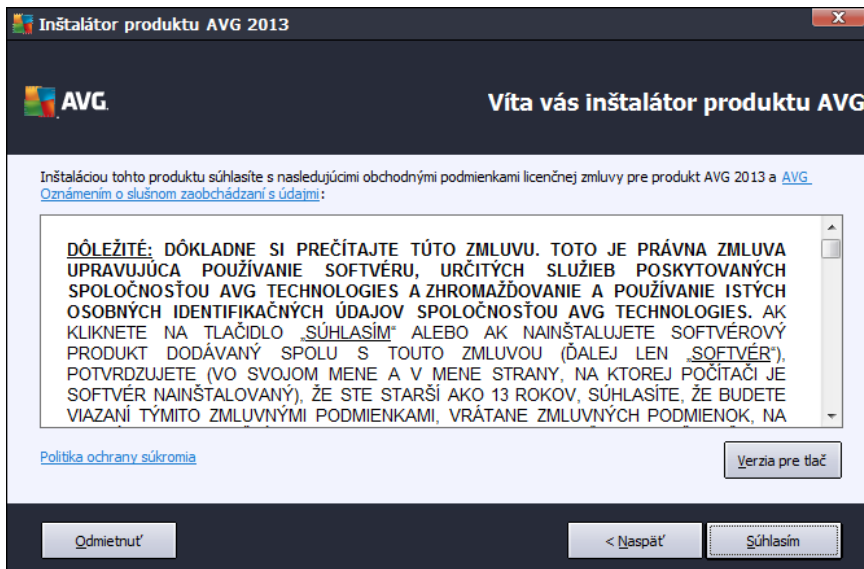 Inštalátor produktu AVG 2013
AVG.
Víta vás inštalátor produktu AVG
Inštaláciou tohto produktu súhlasíte s nasledujúcimi obchodnými podmienkami licenčnej zmluvy pre produkt AVG 2013 a AVG
Oznámením o slušnom zaobchádzaní s údajmi:
DÔLEŽITÉ: DÔKLADNE SI PREČÍTAJTE TÚTO ZMLUVU. TOTO JE PRÁVNA ZMLUVA
UPRAVUJÚCA POUŽÍVANIE SOFTVÉRU, URČITÝCH SLUŽIEB POSKYTOVANÝCH
SPOLOČNOSŤOU AVG TECHNOLOGIES A ZHROMAŽĎOVANIE A POUŽÍVANIE ISTÝCH
OSOBNÝCH IDENTIFIKAČNÝCH ÚDAJOV SPOLOČNOSŤOU AVG TECHNOLOGIES. AK
KLIKNETE NA TLAČIDLO „SÚHLASÍM“ ALEBO AK NAINŠTALUJETE SOFTVÉROVÝ
PRODUKT DODÁVANÝ SPOLU S TOUTO ZMLUVOU (ĎALEJ LEN „SOFTVÉR“),
POTVRDZUJETE (VO SVOJOM MENE A V MENE STRANY, NA KTOREJ POČÍTAČI JE
SOFTVÉR NAINŠTALOVANÝ), ŽE STE STARŠÍ AKO 13 ROKOV, SÚHLASÍTE, ŽE BUDETE
VIAZANÍ TÝMITO ZMLUVNÝMI PODMIENKAMI, VRÁTANE ZMLUVNÝCH PODMIENOK, NA
Politika ochrany súkromia
Verzia pre tlač
Odmietnuť
< Naspäť
Súhlasím